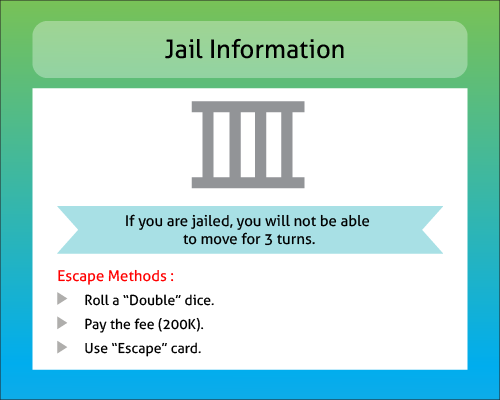 Jail Information
If you are jailed, you will not be able
to move for 3 turns.
Escape Methods :
Roll a “Double” dice.
Pay the fee (200K).
Use “Escape” card.